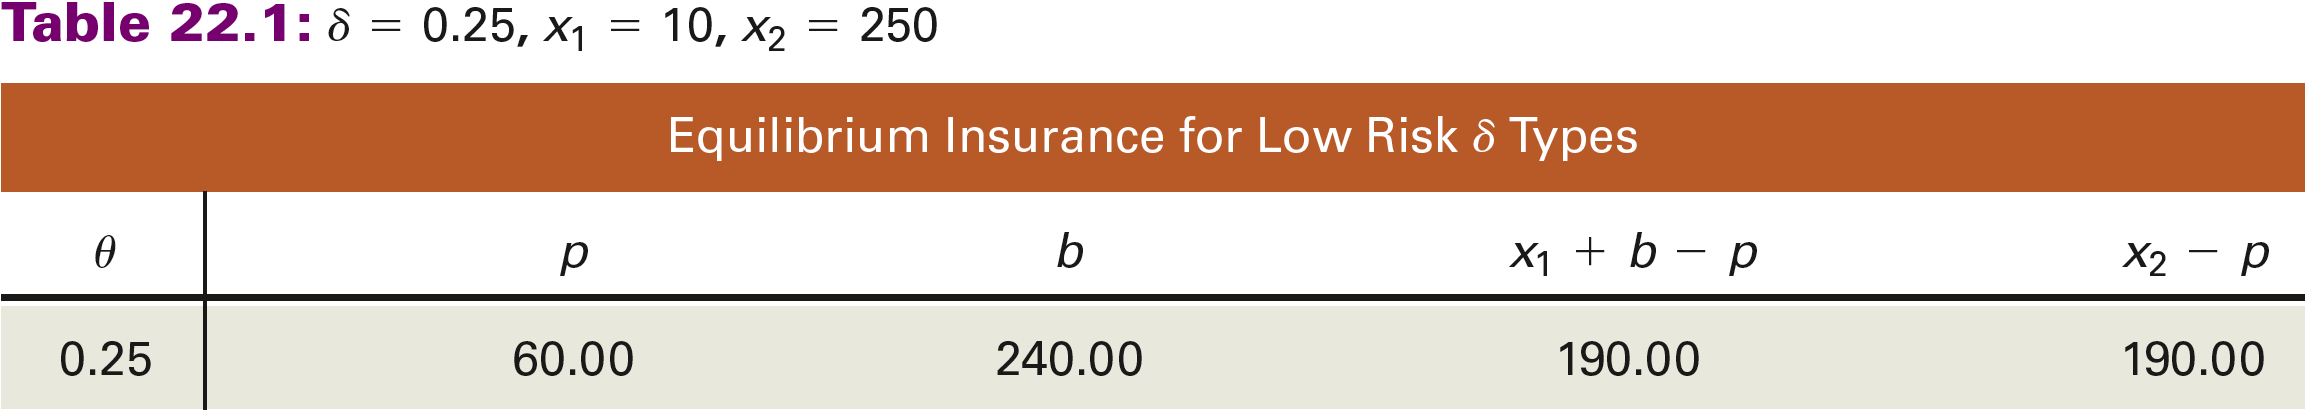 Table 22.1: δ = 0.25, x₁ = 10, x₂ = 250
Equilibrium Insurance for Low Risk δ Types
θ p b x₁ + b − p x₂ − p
0.25 60.00 240.00 190.00 190.00